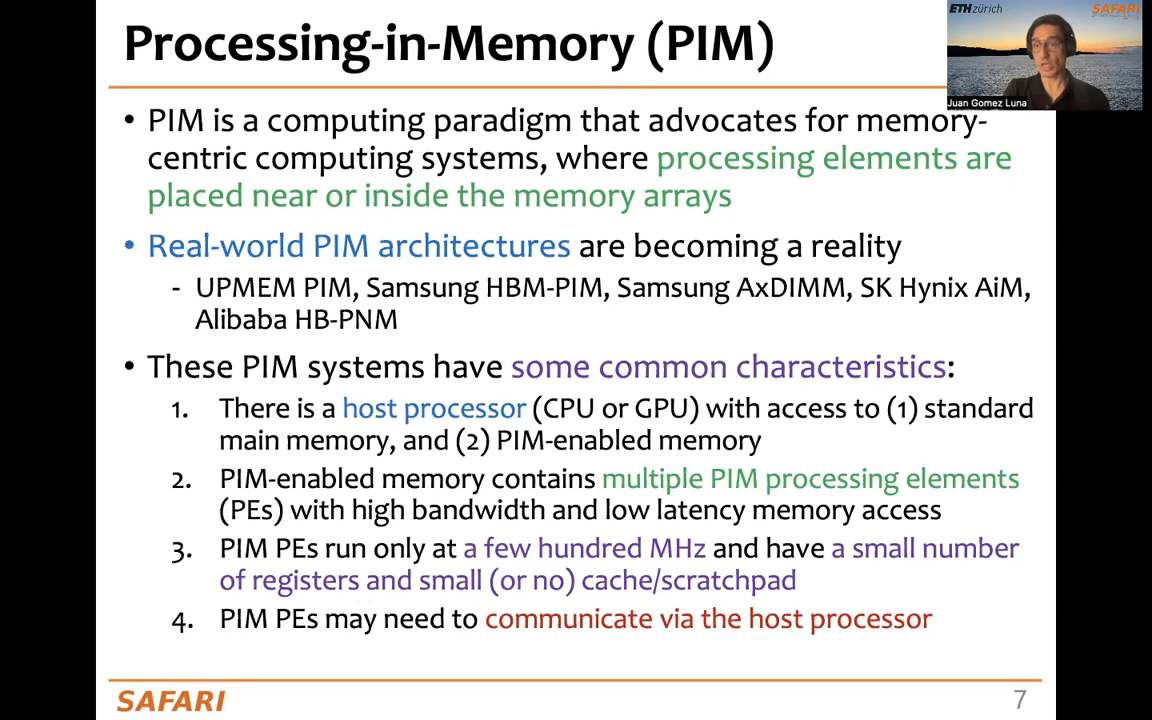 Processing-in-Memory (PIM)
ETH zürich
SAFARI
Juan Gomez Luna
• PIM is a computing paradigm that advocates for memory-
centric computing systems, where processing elements are
placed near or inside the memory arrays
• Real-world PIM architectures are becoming a reality
- UPMEM PIM, Samsung HBM-PIM, Samsung AxDIMM, SK Hynix AiM,
Alibaba HB-PNM
• These PIM systems have some common characteristics:
1. There is a host processor (CPU or GPU) with access to (1) standard
main memory, and (2) PIM-enabled memory
2. PIM-enabled memory contains multiple PIM processing elements
(PEs) with high bandwidth and low latency memory access
3. PIM PEs run only at a few hundred MHz and have a small number
of registers and small (or no) cache/scratchpad
4. PIM PEs may need to communicate via the host processor
SAFARI
7